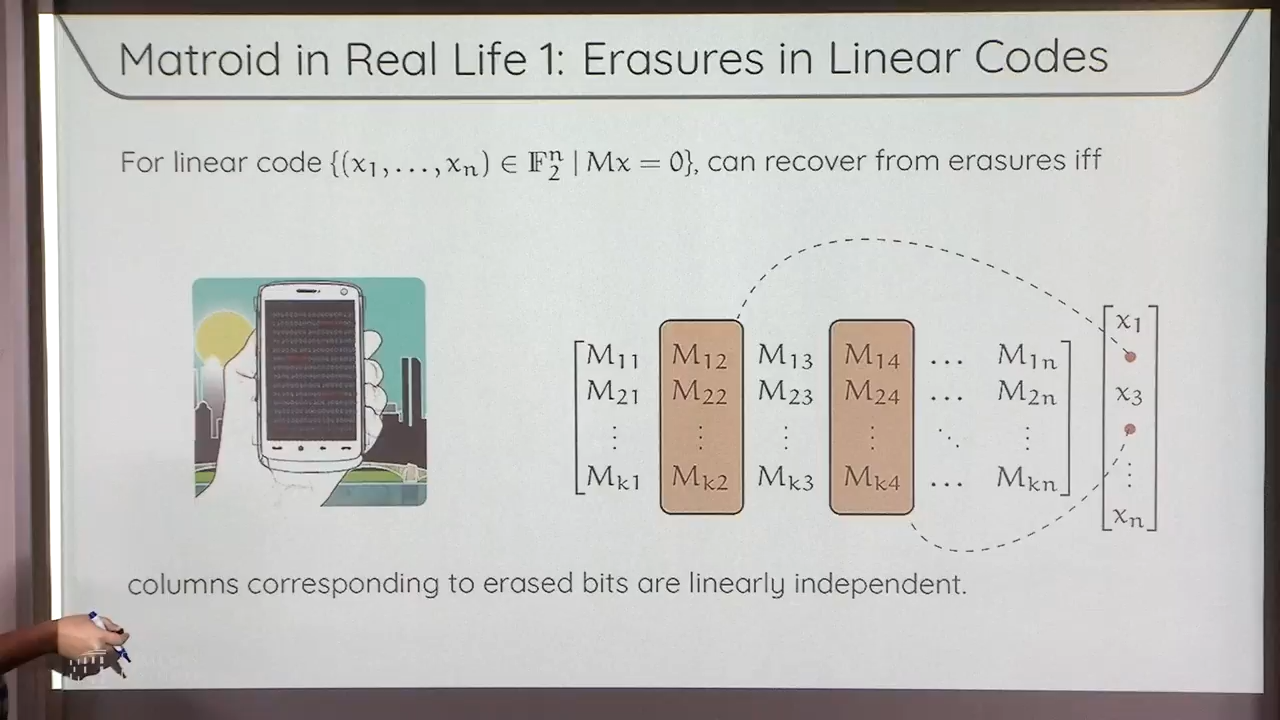 Matroid in Real Life 1: Erasures in Linear Codes
For linear code {(x₁,...,xₙ) ∈ 𝔽₂ⁿ | Mx = 0}, can recover from erasures iff
x₁
M₁₁ M₁₂ M₁₃ M₁₄ ... M₁ₙ
M₂₁ M₂₂ M₂₃ M₂₄ ... M₂ₙ x₃
⋮ ⋮ ⋮ ⋮ ⋱ ⋮
Mₖ₁ Mₖ₂ Mₖ₃ Mₖ₄ ... Mₖₙ ⋮
xₙ
columns corresponding to erased bits are linearly independent.